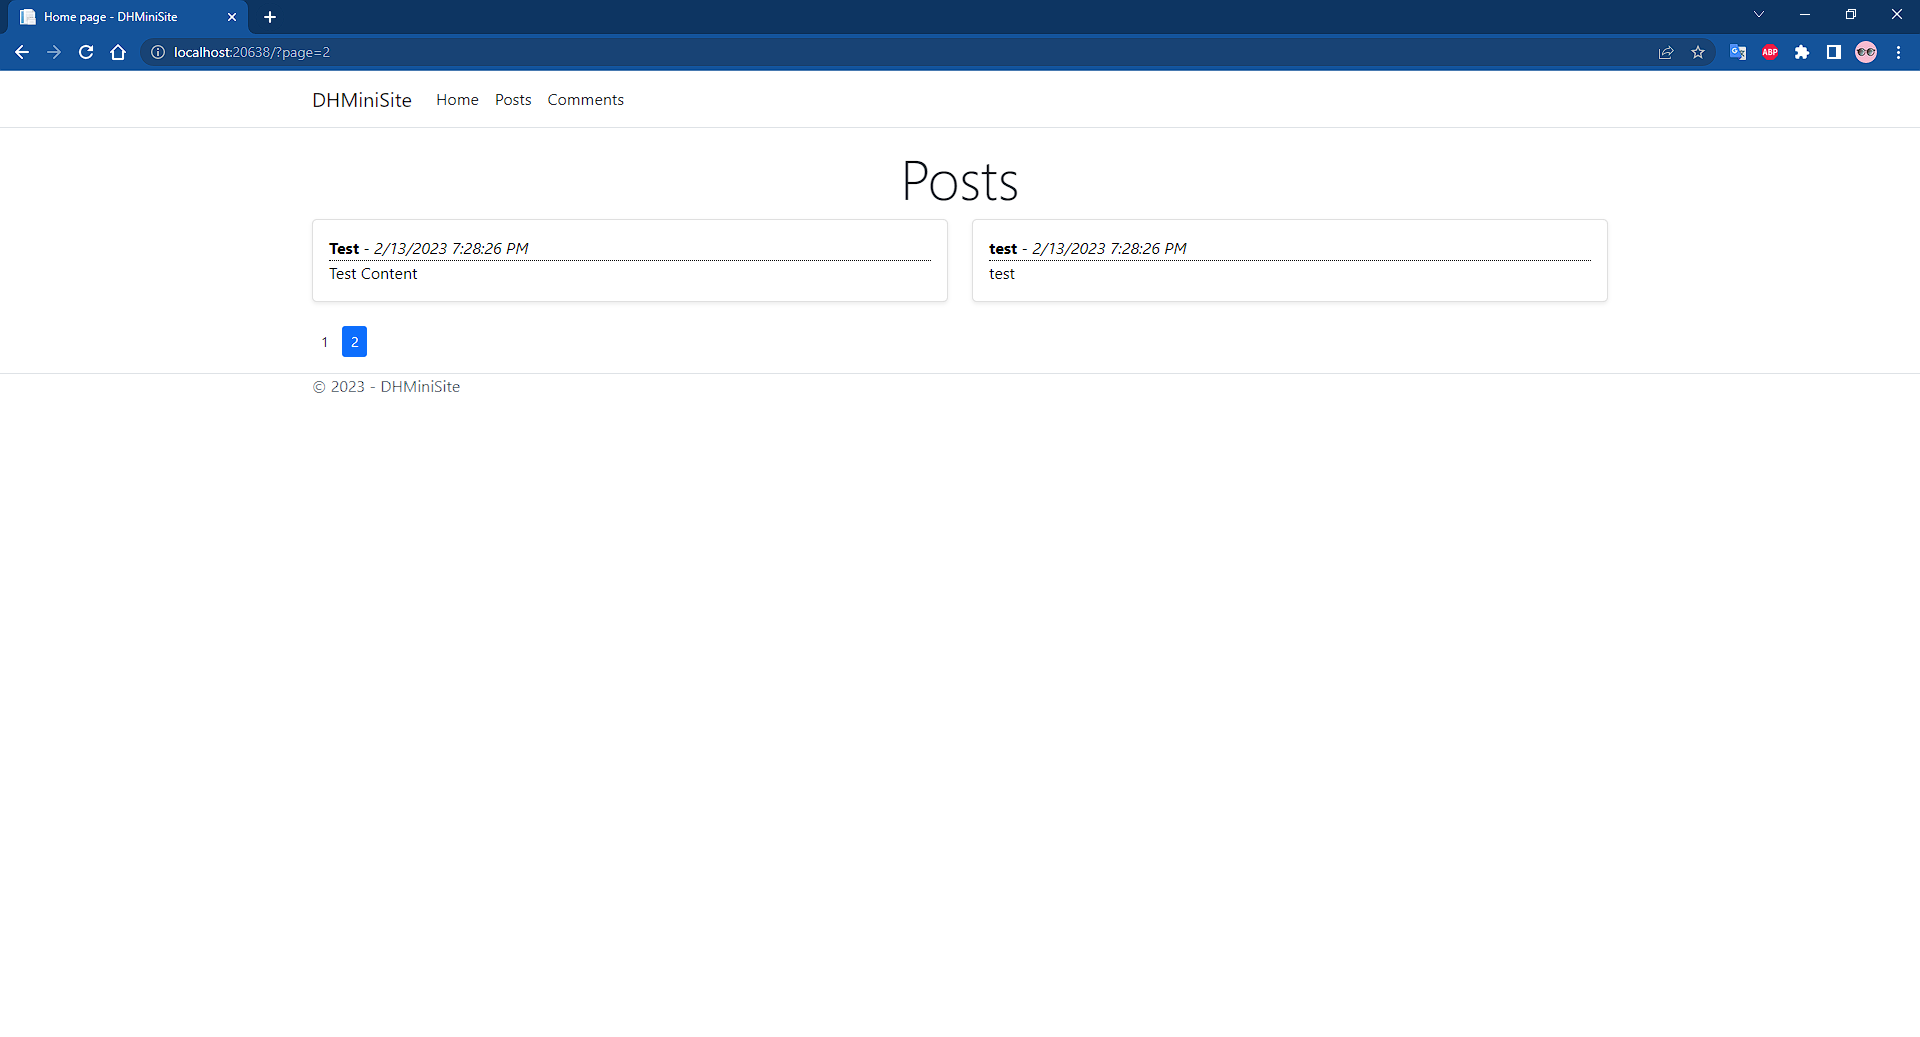 Home page - DHMiniSite
localhost:20638/?page=2
ABP
DHMiniSite Home Posts Comments
Posts
Test - 2/13/2023 7:28:26 PM
Test Content
test - 2/13/2023 7:28:26 PM
test
1 2
© 2023 - DHMiniSite